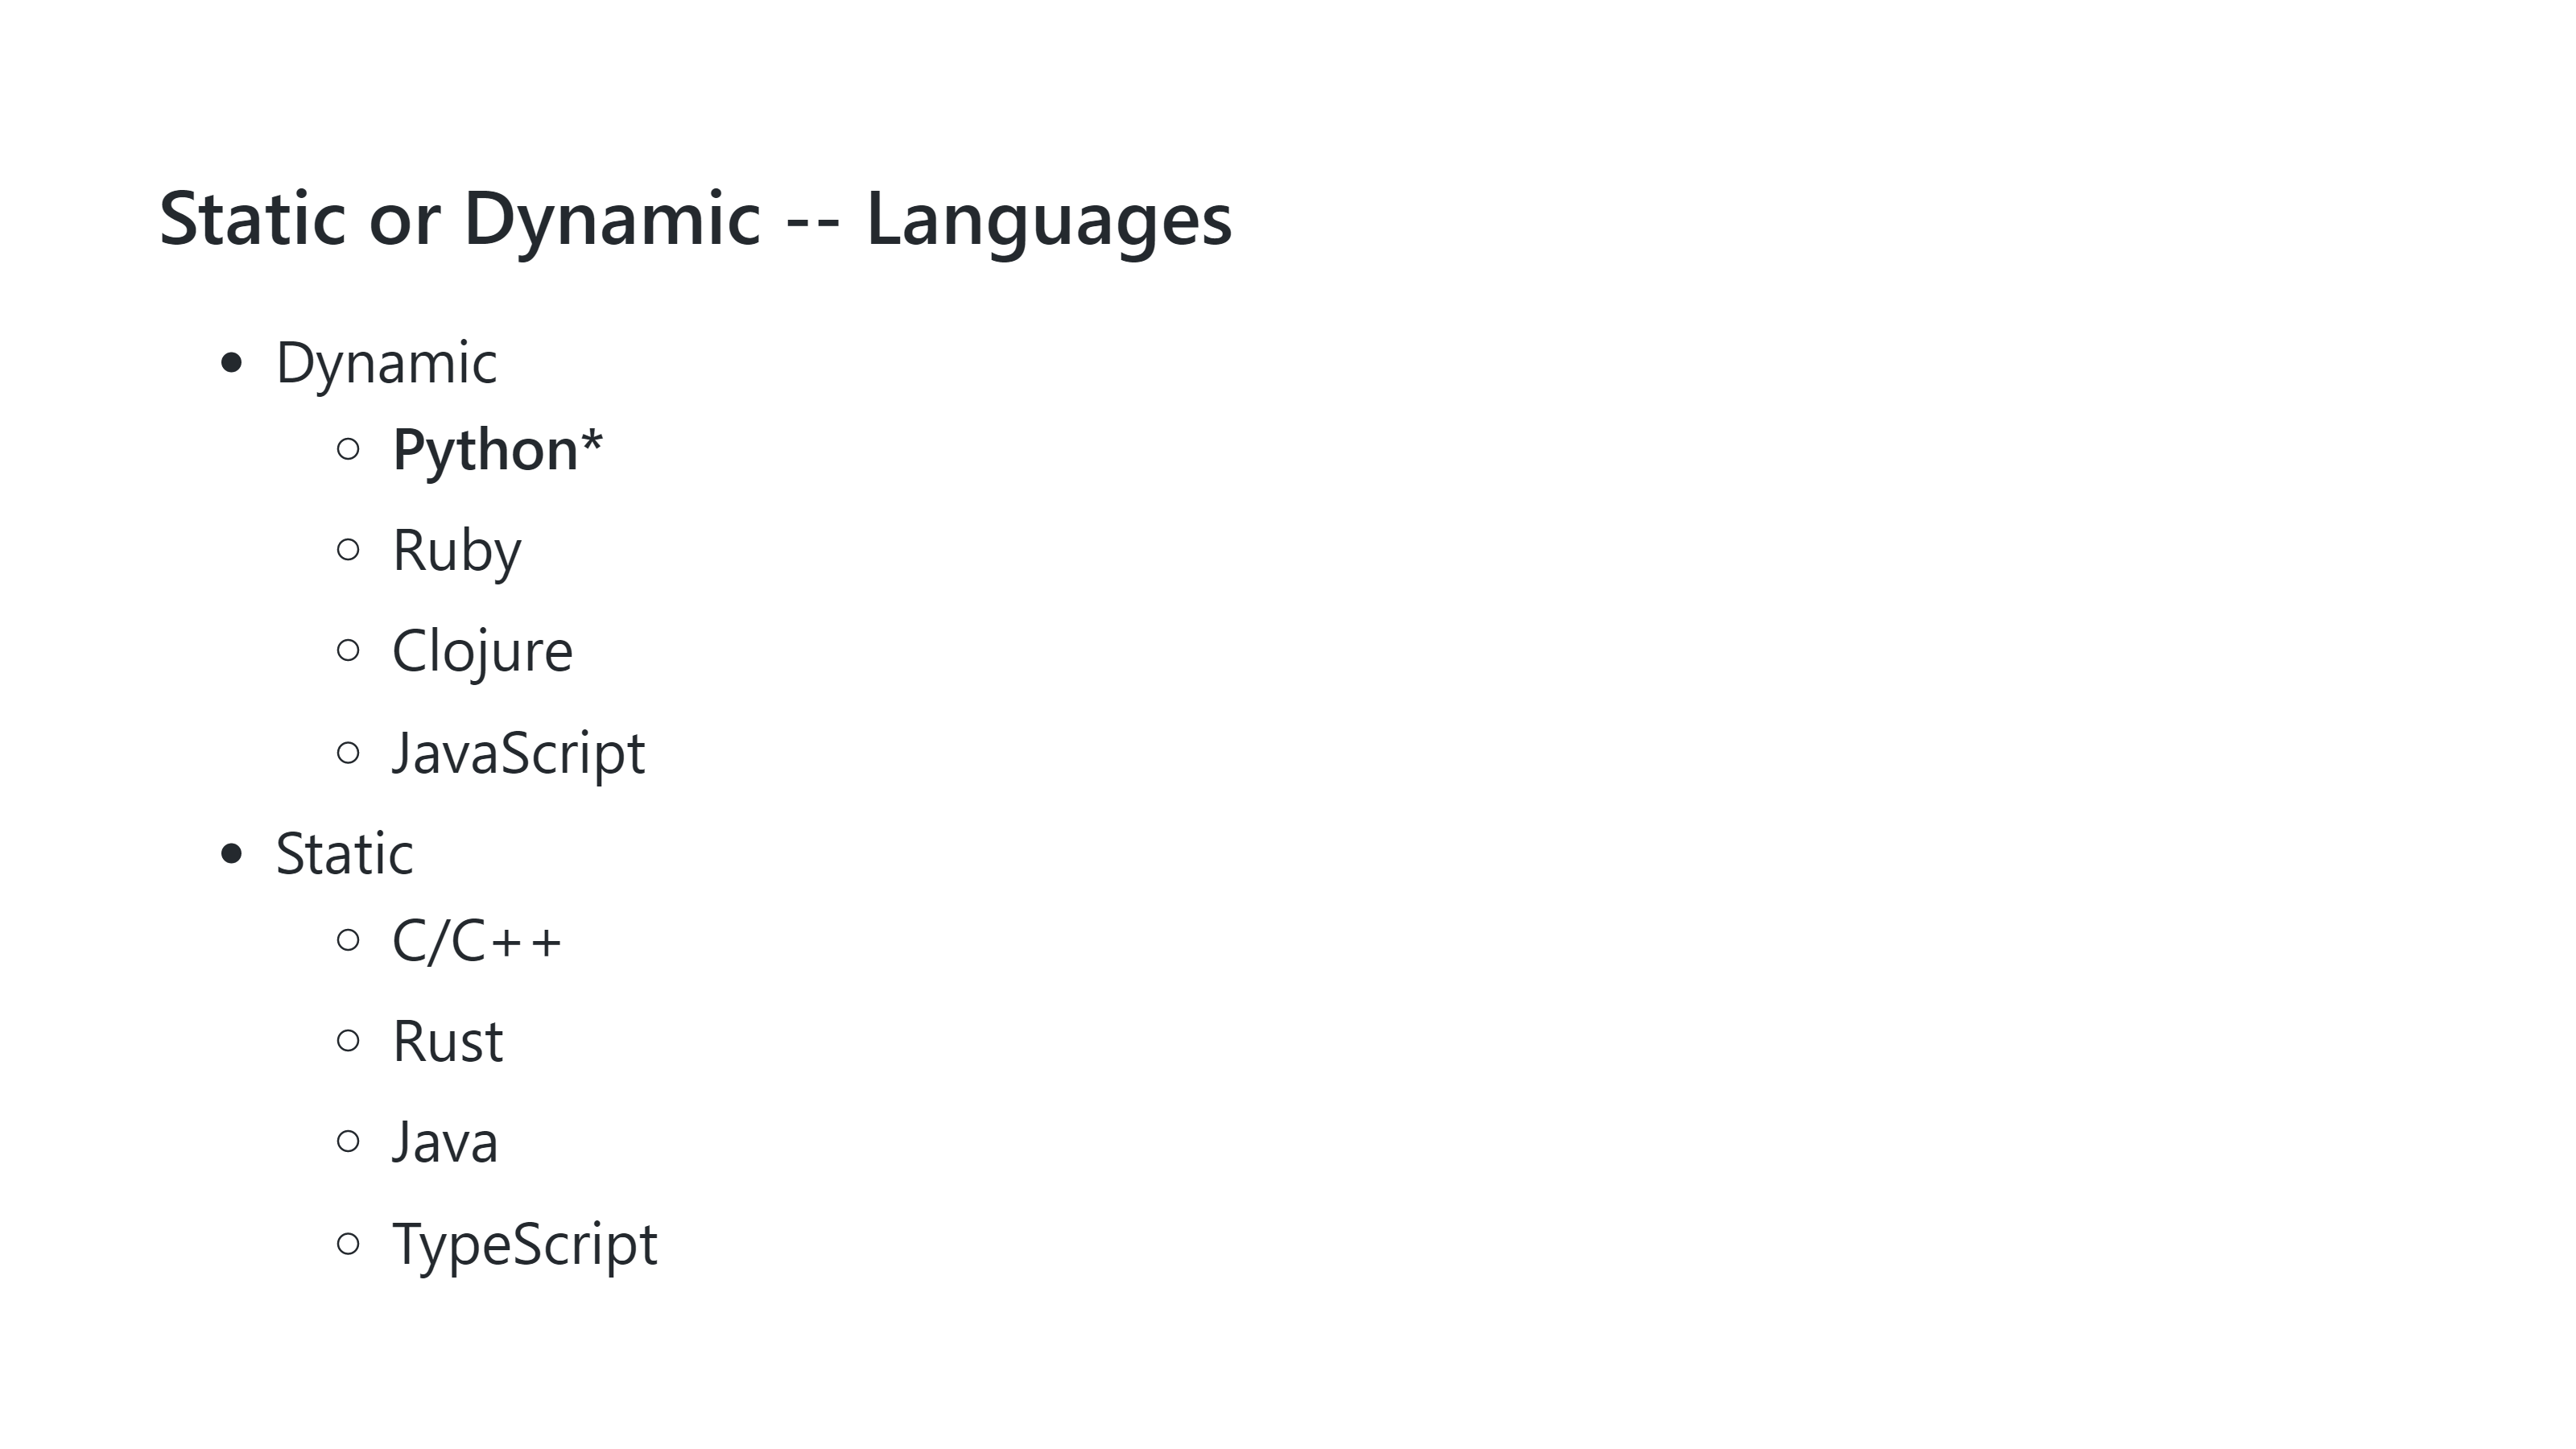 Static or Dynamic -- Languages
Dynamic
Python*
Ruby
Clojure
JavaScript
Static
C/C++
Rust
Java
TypeScript